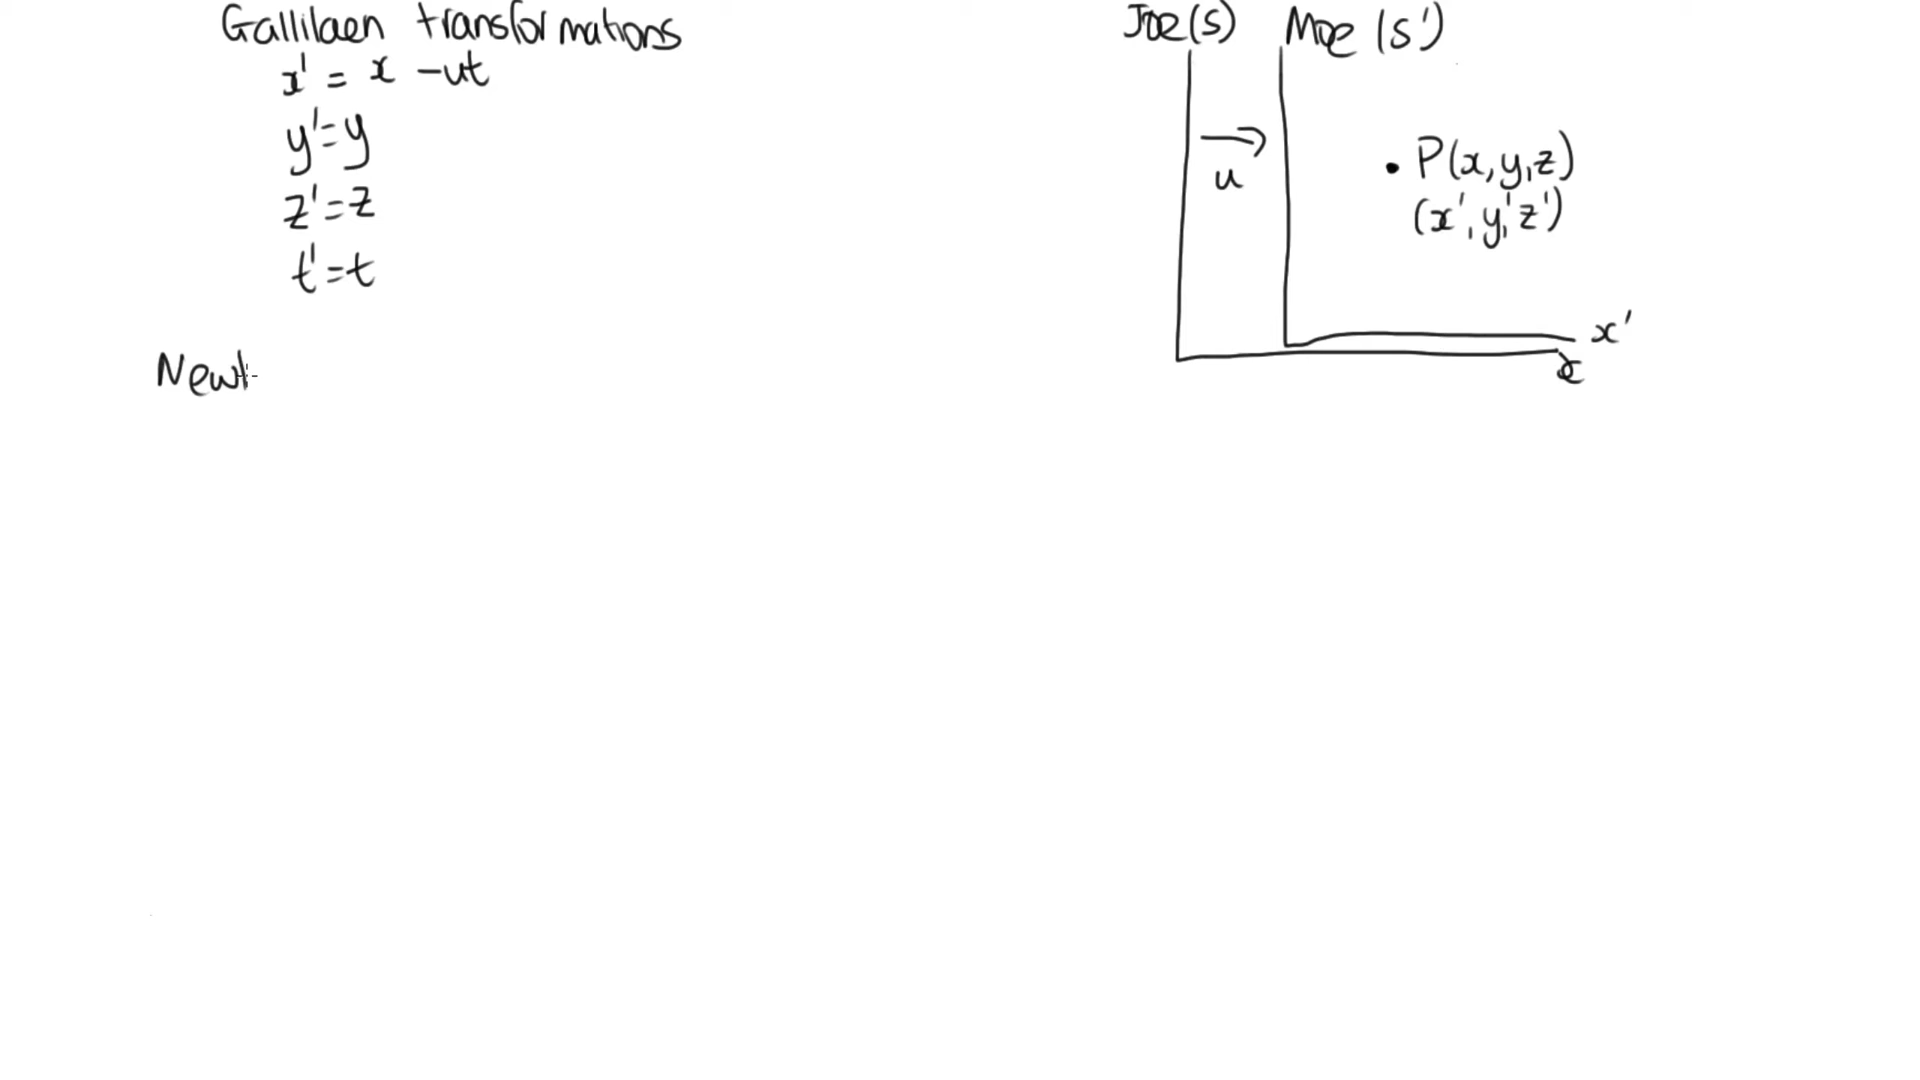 Gallilaen transformations
x' = x -ut
y'=y
z'=z
t'=t
Newt
Joe(s) Moe (s')
u
P(x,y,z)
(x',y,'z')
x'
x